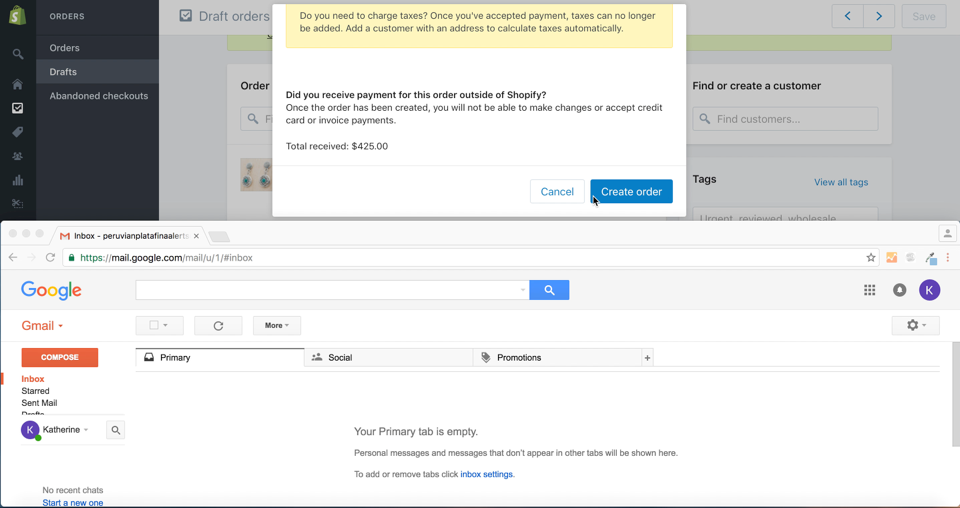 ORDERS
Orders
Drafts
Abandoned checkouts
Draft orders
Save
Do you need to charge taxes? Once you've accepted payment, taxes can no longer
be added. Add a customer with an address to calculate taxes automatically.
Order
Did you receive payment for this order outside of Shopify?
Once the order has been created, you will not be able to make changes or accept credit
card or invoice payments.
Total received: $425.00
Cancel
Create order
Find or create a customer
Find customers...
Tags
View all tags
Urgent, reviewed, wholesale
Inbox - peruvianplatafinaalerts
https://mail.google.com/mail/u/1/#inbox
Google
K
Gmail
More
COMPOSE
Primary
Social
Promotions
+
Inbox
Starred
Sent Mail
Drafts
K
Katherine
No recent chats
Start a new one
Your Primary tab is empty.
Personal messages and messages that don't appear in other tabs will be shown here.
To add or remove tabs click inbox settings.